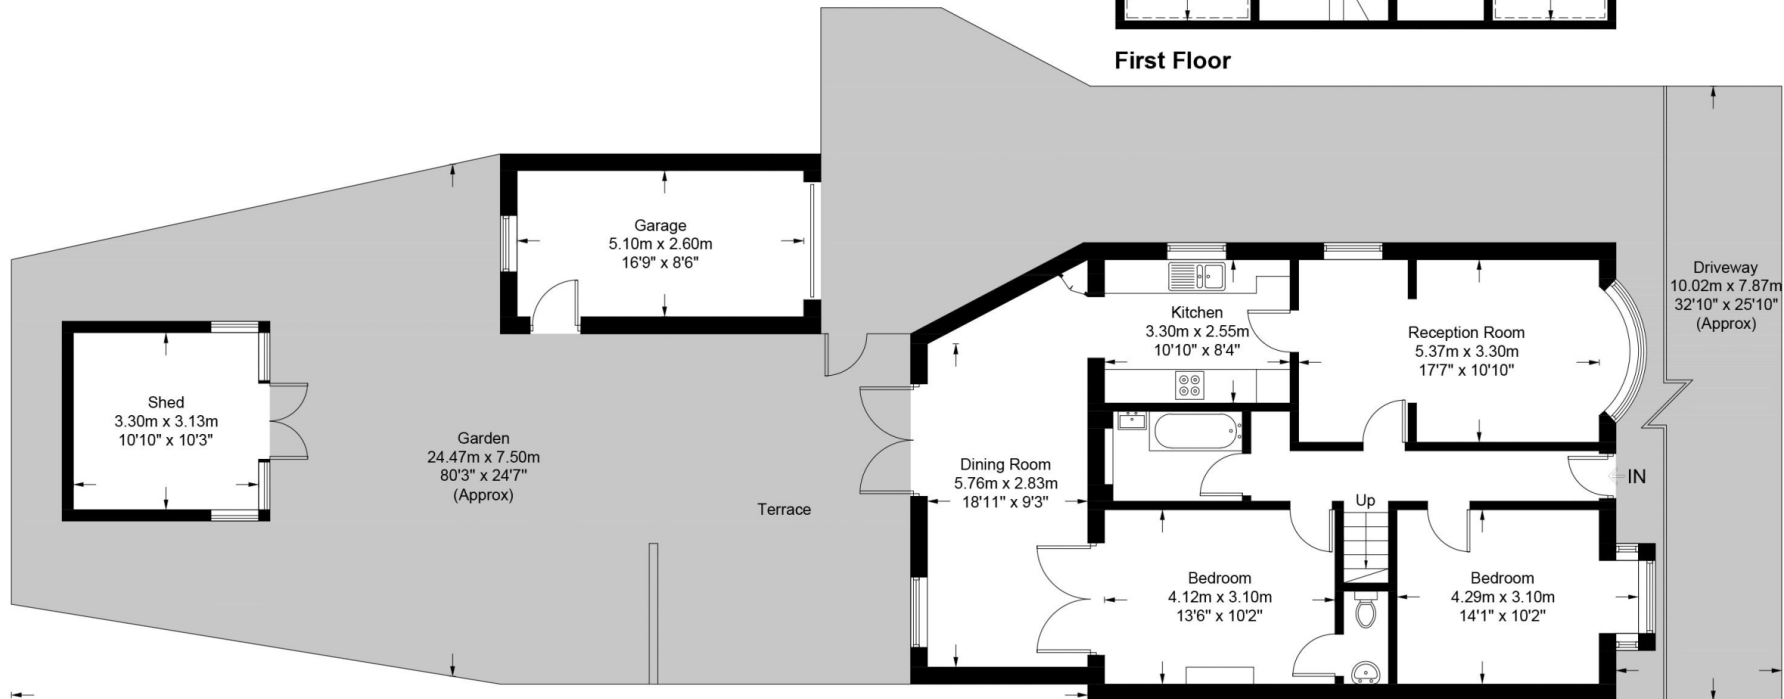 First Floor
Garage
5.10m x 2.60m
16'9" x 8'6"
Driveway
10.02m x 7.87m
32'10" x 25'10"
(Approx)
Kitchen
3.30m x 2.55m
10'10" x 8'4"
Reception Room
5.37m x 3.30m
17'7" x 10'10"
Shed
3.30m x 3.13m
10'10" x 10'3"
Garden
24.47m x 7.50m
80'3" x 24'7"
(Approx)
Dining Room
5.76m x 2.83m
18'11" x 9'3"
Terrace
IN
Up
Bedroom
4.12m x 3.10m
13'6" x 10'2"
Bedroom
4.29m x 3.10m
14'1" x 10'2"